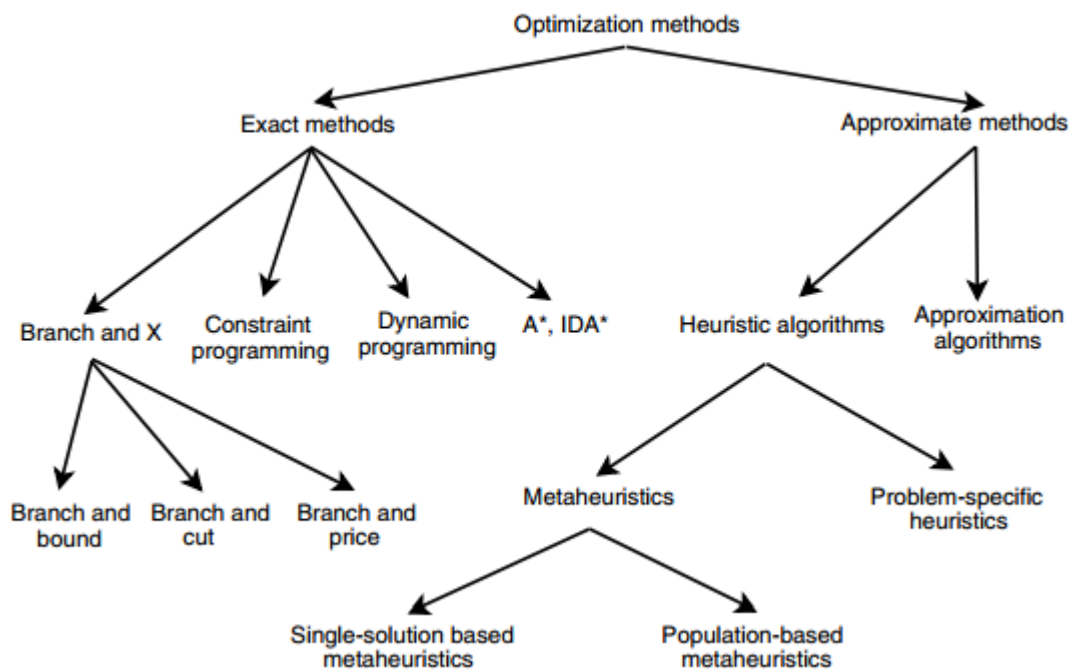 Optimization methods
Exact methods
Approximate methods
Branch and X
Constraint
programming
Dynamic
programming
A*, IDA*
Heuristic algorithms
Approximation
algorithms
Branch and
bound
Branch and
cut
Branch and
price
Metaheuristics
Problem-specific
heuristics
Single-solution based
metaheuristics
Population-based
metaheuristics